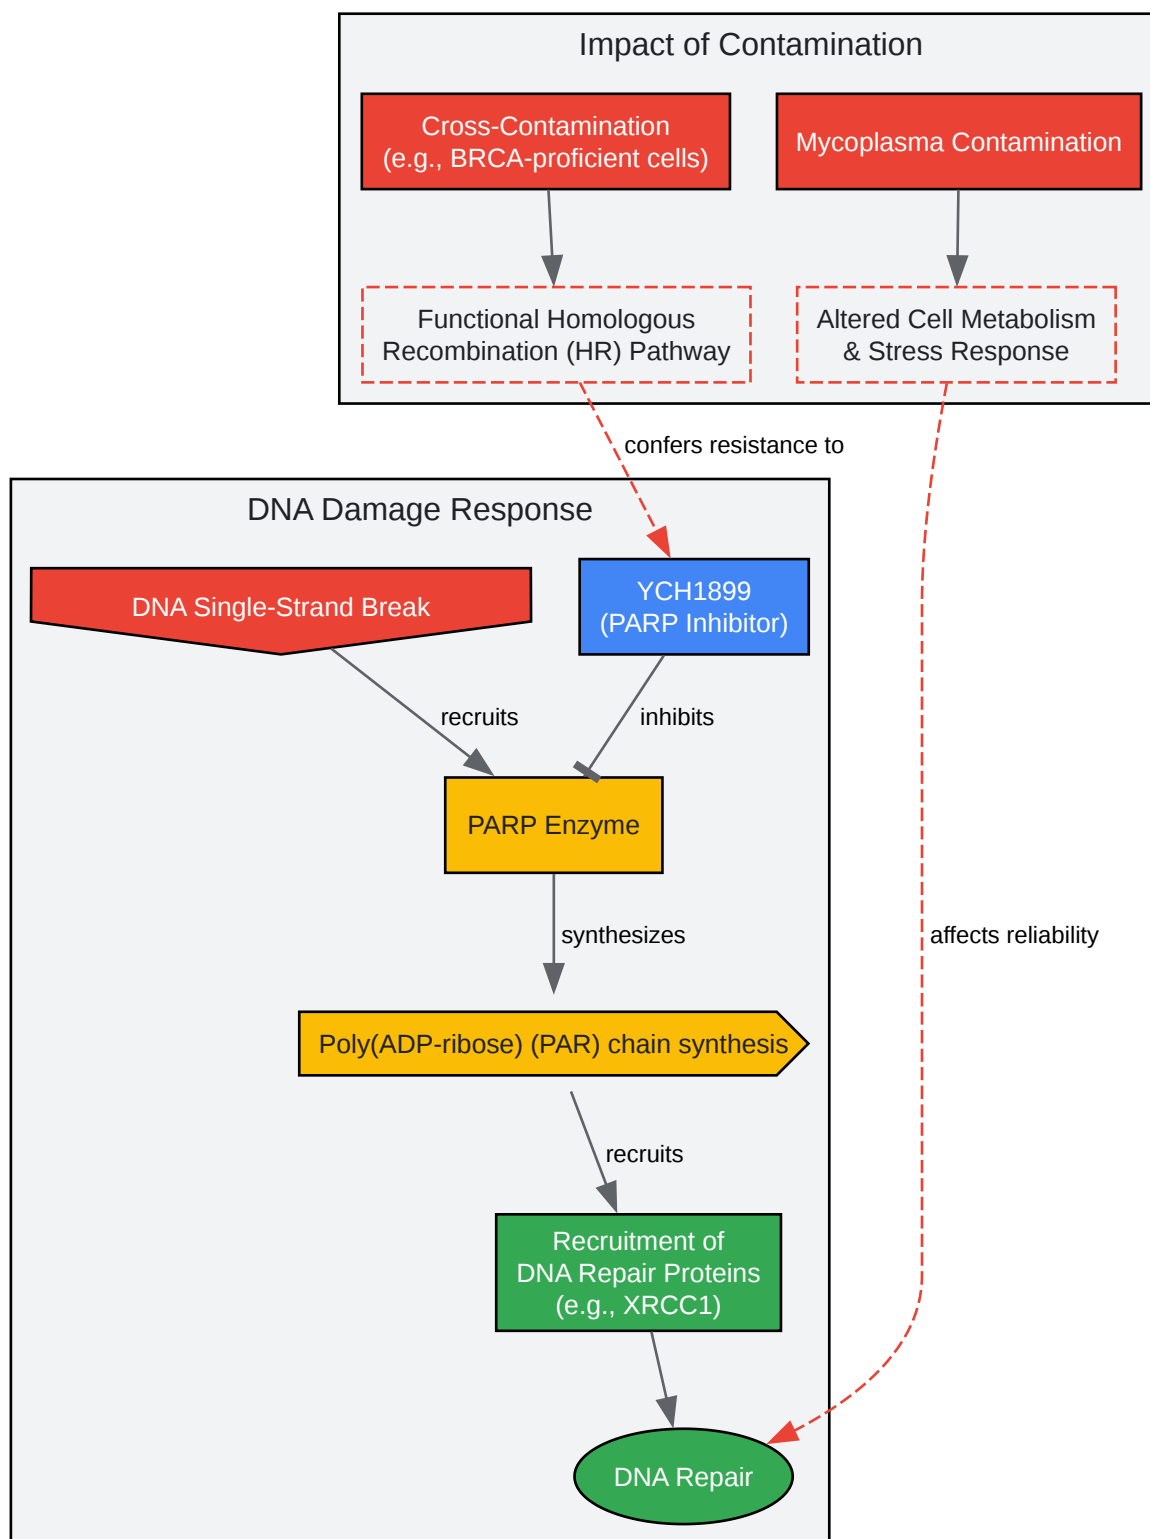 Impact of Contamination
Cross-Contamination
(e.g., BRCA-proficient cells)
Mycoplasma Contamination
Functional Homologous
Recombination (HR) Pathway
Altered Cell Metabolism
& Stress Response
confers resistance to
DNA Damage Response
DNA Single-Strand Break
YCH1899
(PARP Inhibitor)
recruits
inhibits
PARP Enzyme
synthesizes
affects reliability
Poly(ADP-ribose) (PAR) chain synthesis
recruits
Recruitment of
DNA Repair Proteins
(e.g., XRCC1)
DNA Repair